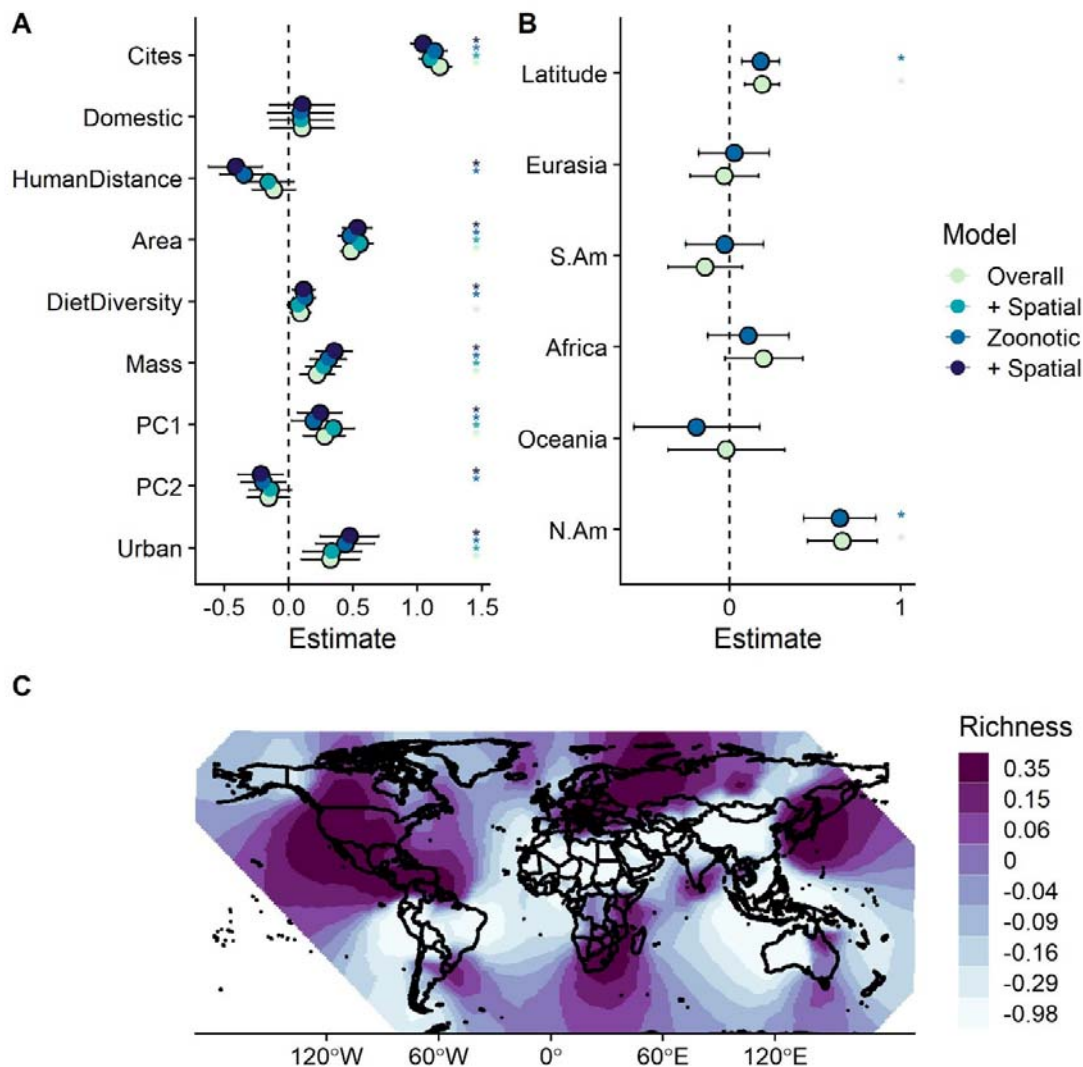 A
Cites
Domestic
HumanDistance
Area
DietDiversity
Mass
PC1
PC2
Urban
-0.5 0.0 0.5 1.0 1.5
Estimate
B
Latitude
Eurasia
S.Am
Africa
Oceania
N.Am
0 1
Estimate
Model
Overall
+ Spatial
Zoonotic
+ Spatial
C
Richness
0.35
0.15
0.06
0
-0.04
-0.09
-0.16
-0.29
-0.98
120°W 60°W 0° 60°E 120°E